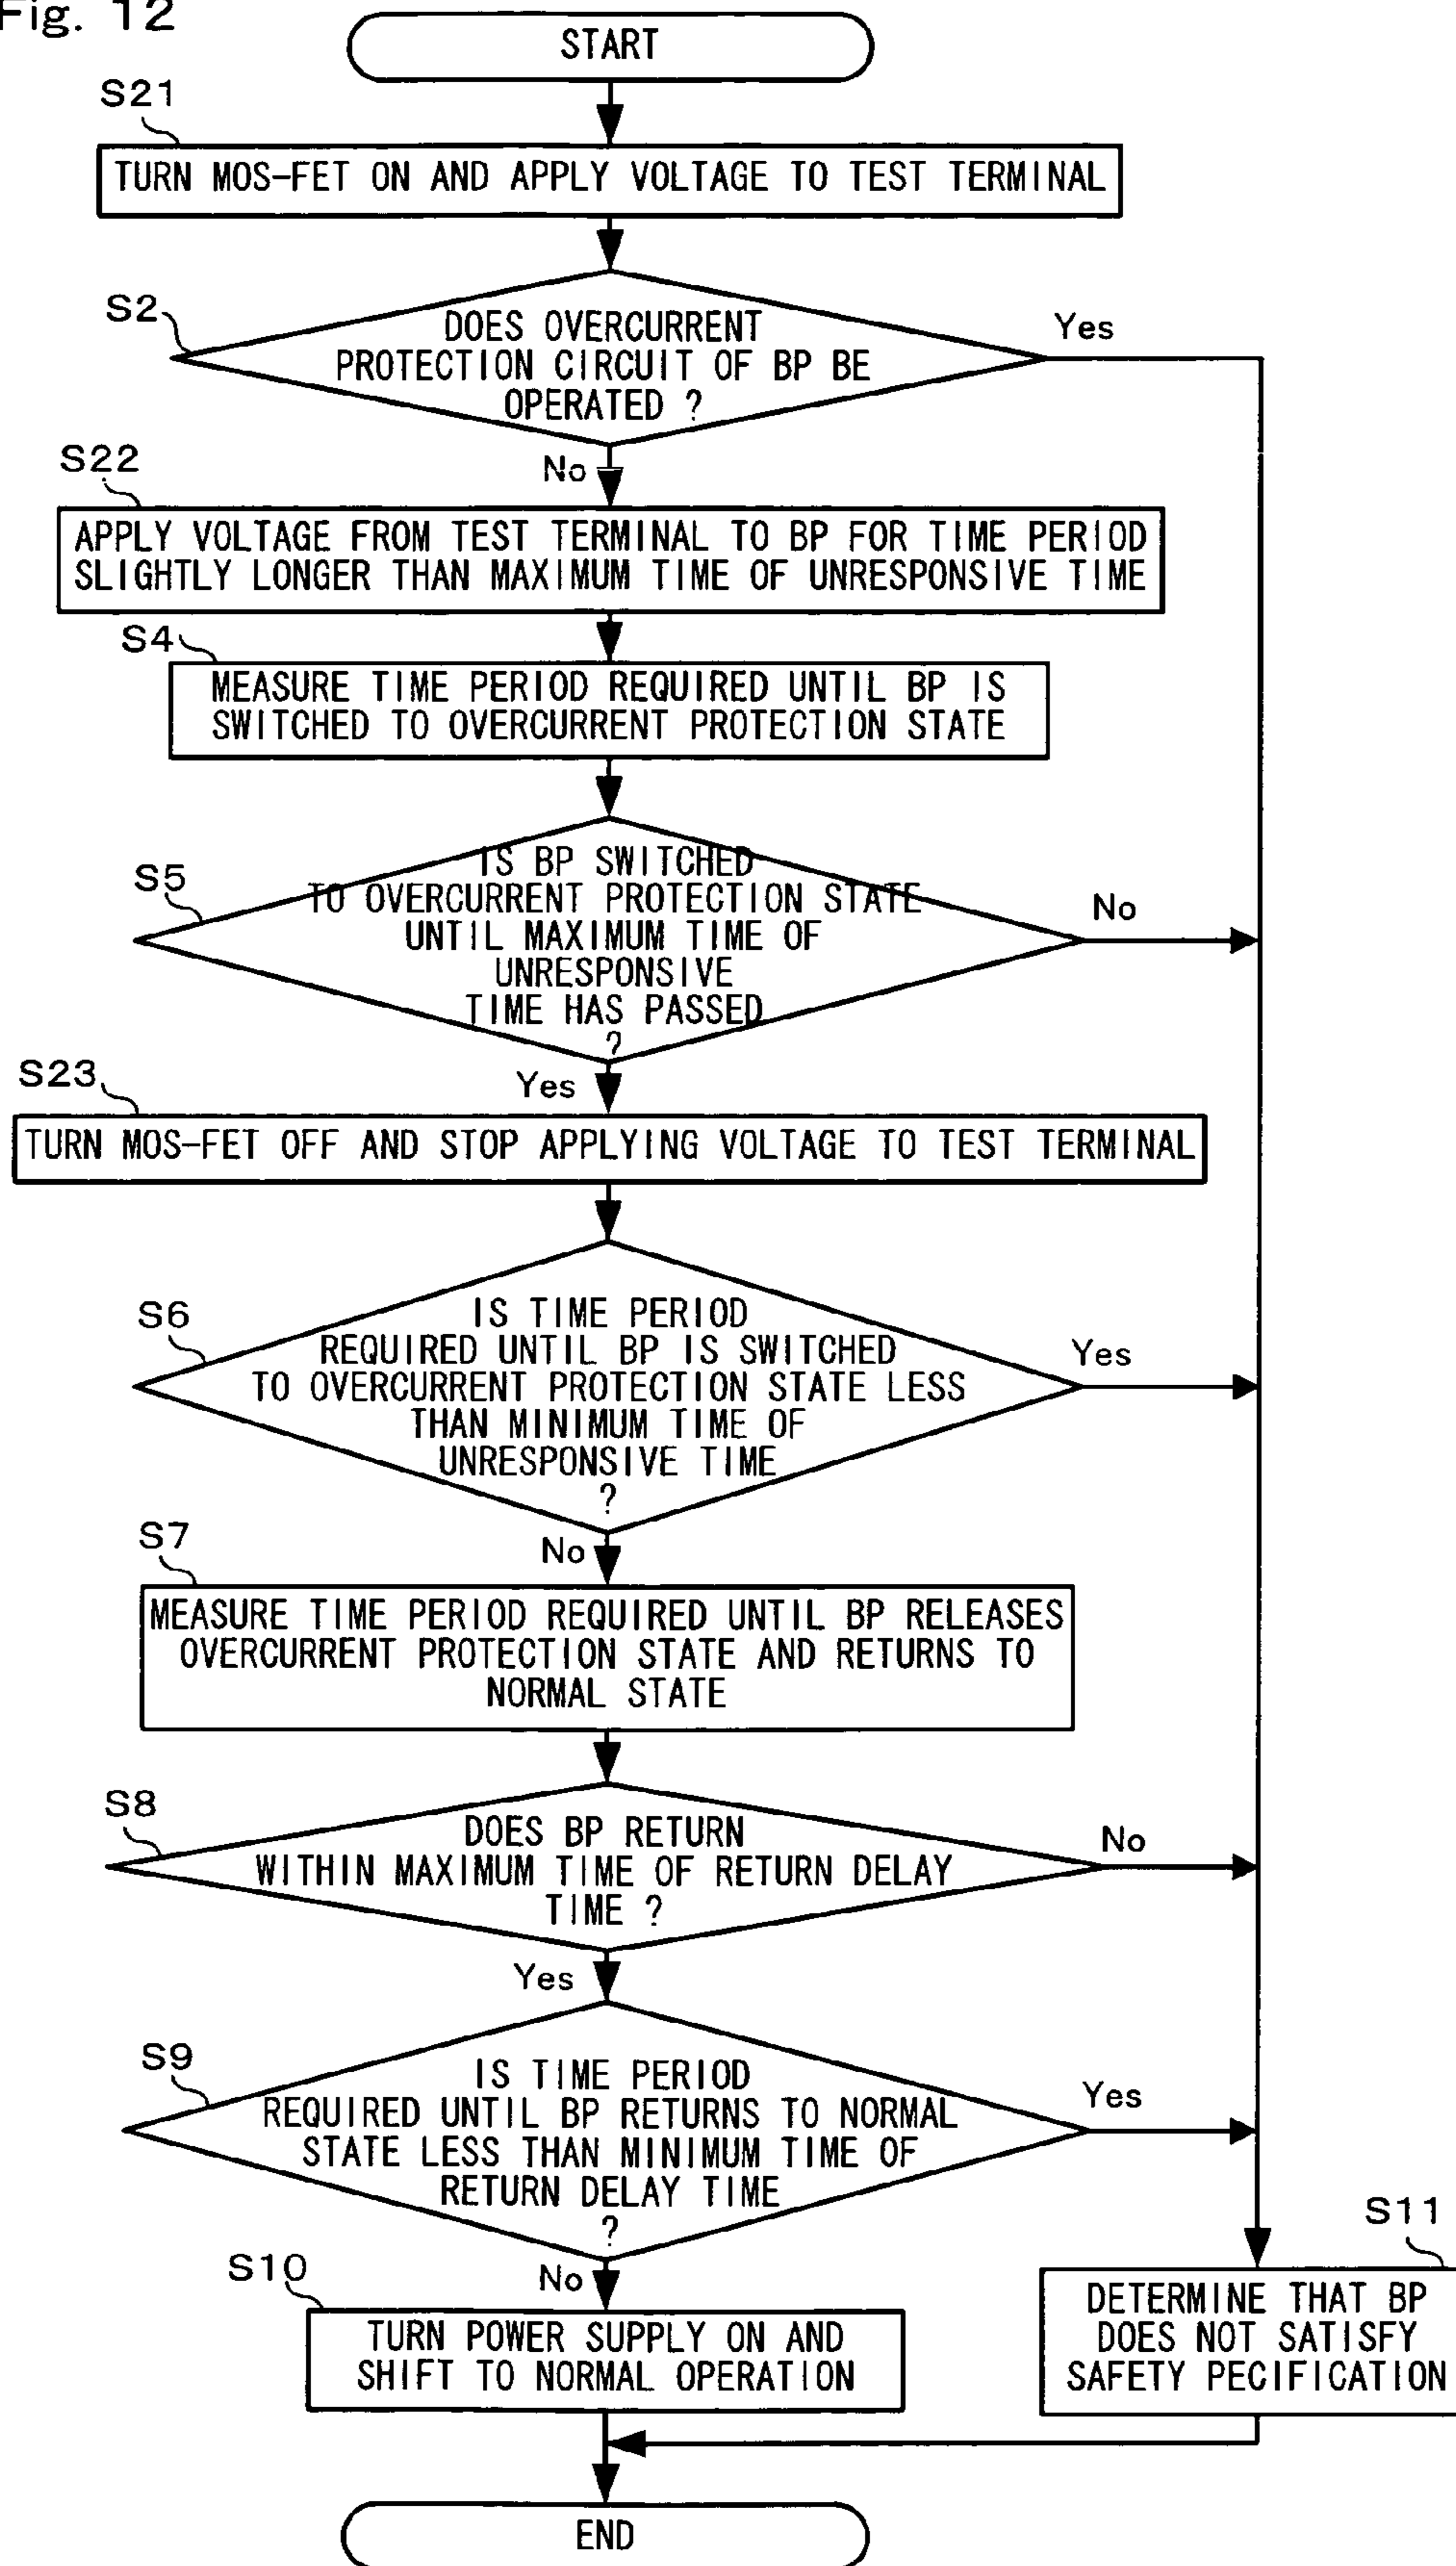 Fig. 12
START
S21
TURN MOS-FET ON AND APPLY VOLTAGE TO TEST TERMINAL
S2
DOES OVERCURRENT
PROTECTION CIRCUIT OF BP BE
OPERATED ?
Yes
No
S22
APPLY VOLTAGE FROM TEST TERMINAL TO BP FOR TIME PERIOD
SLIGHTLY LONGER THAN MAXIMUM TIME OF UNRESPONSIVE TIME
S4
MEASURE TIME PERIOD REQUIRED UNTIL BP IS
SWITCHED TO OVERCURRENT PROTECTION STATE
S5
IS BP SWITCHED
TO OVERCURRENT PROTECTION STATE
UNTIL MAXIMUM TIME OF
UNRESPONSIVE
TIME HAS PASSED
?
No
Yes
S23
TURN MOS-FET OFF AND STOP APPLYING VOLTAGE TO TEST TERMINAL
S6
IS TIME PERIOD
REQUIRED UNTIL BP IS SWITCHED
TO OVERCURRENT PROTECTION STATE LESS
THAN MINIMUM TIME OF
UNRESPONSIVE TIME
?
Yes
No
S7
MEASURE TIME PERIOD REQUIRED UNTIL BP RELEASES
OVERCURRENT PROTECTION STATE AND RETURNS TO
NORMAL STATE
S8
DOES BP RETURN
WITHIN MAXIMUM TIME OF RETURN DELAY
TIME ?
No
Yes
S9
IS TIME PERIOD
REQUIRED UNTIL BP RETURNS TO NORMAL
STATE LESS THAN MINIMUM TIME OF
RETURN DELAY TIME
?
Yes
No
S10
TURN POWER SUPPLY ON AND
SHIFT TO NORMAL OPERATION
S11
DETERMINE THAT BP
DOES NOT SATISFY
SAFETY PECIFICATION
END